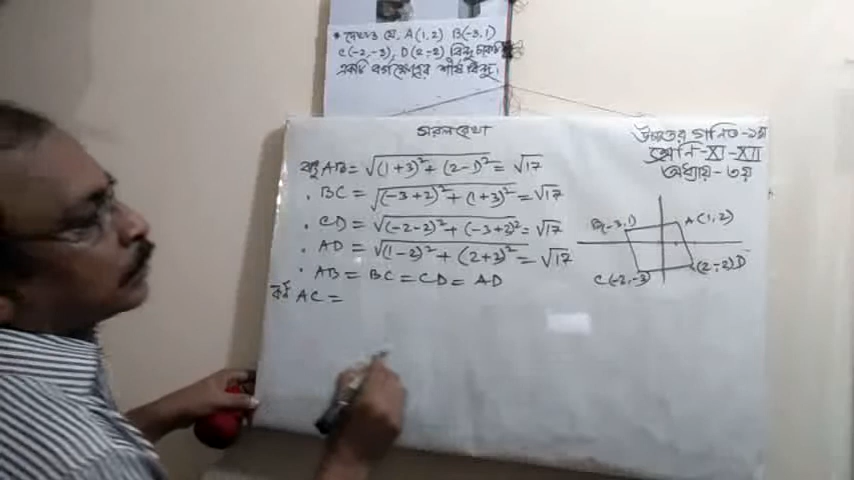 * দেখাও যে, A(1,2) B(-3,1)
C(-2,-3), D(2,-2) বিন্দু চারটি
একটি বর্গক্ষেত্রের শীর্ষ বিন্দু।
সরলরেখা
উচ্চতর গণিত-১ম
শ্রেণি-XI-XII
অধ্যায়-৩য়
বাহু AB = √(1+3)² + (2-1)² = √17
. BC = √(-3+2)² + (1+3)² = √17
. CD = √(-2-2)² + (-3+2)² = √17
. AD = √(1-2)² + (2+2)² = √17
. AB = BC = CD = AD
কর্ণ AC =
B(-3,1) A(1,2)
C(-2,-3) (2,-2)D